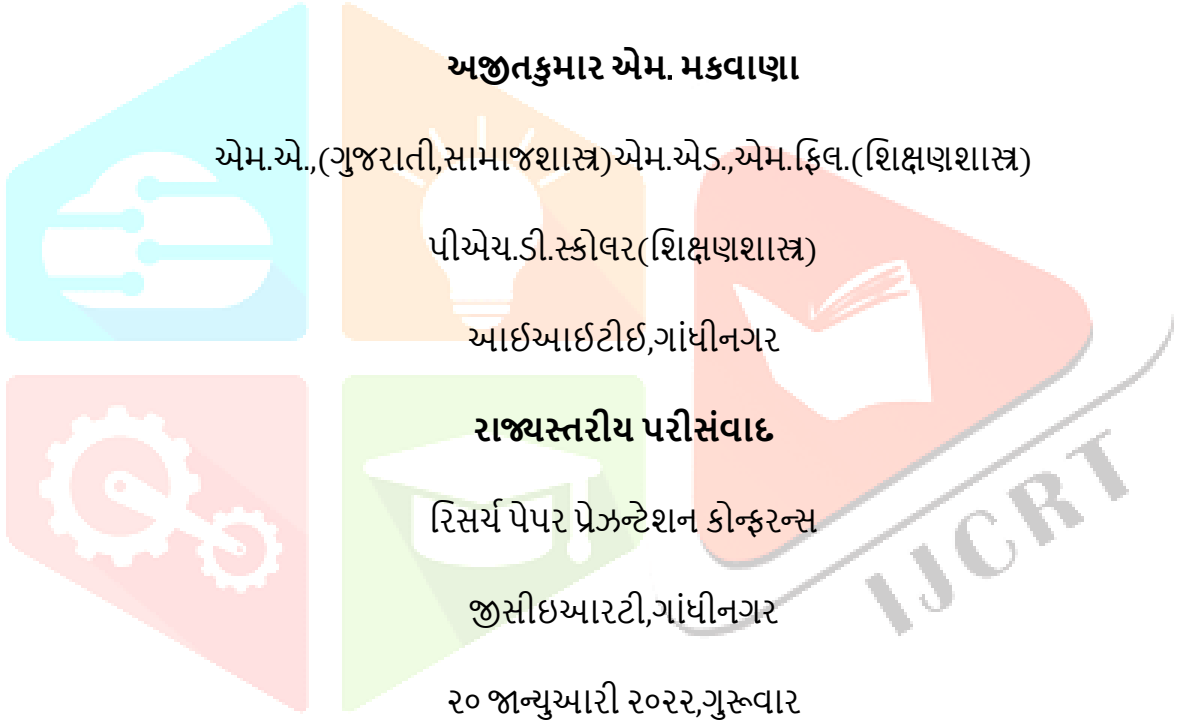 અજીતકુમાર એમ. મકવાણા
એમ.એ.,(ગુજરાતી,સામાજશાસ્ત્ર)એમ.એડ.,એમ.ફિલ.(શિક્ષણશાસ્ત્ર)
પીએચ.ડી.સ્કોલર(શિક્ષણશાસ્ત્ર)
આઈઆઈટીઈ,ગાંધીનગર
રાજ્યસ્તરીય પરીસંવાદ
રિસર્ચ પેપર પ્રેઝન્ટેશન કોન્ફરન્સ
જીસીઇઆરટી,ગાંધીનગર
૨૦ જાન્યુઆરી ૨૦૨૨,ગુરૂવાર
IJCRT